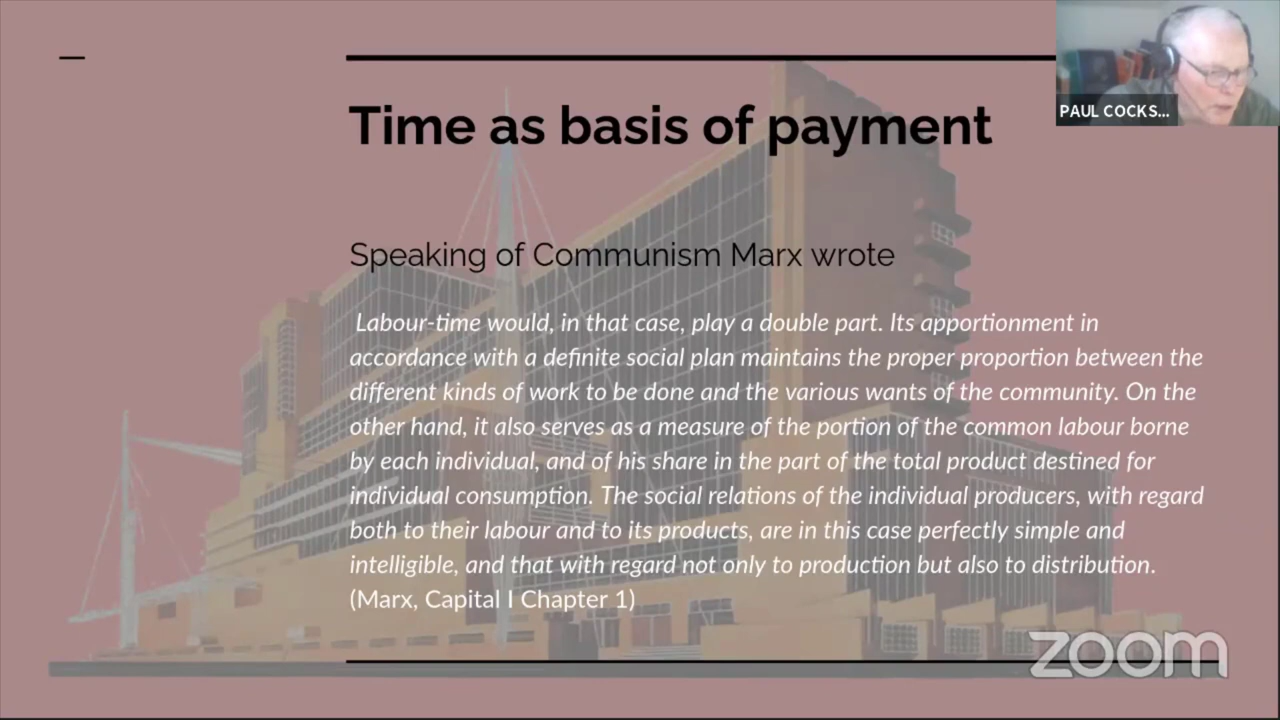 PAUL COCKS...
Time as basis of payment
Speaking of Communism Marx wrote
Labour-time would, in that case, play a double part. Its apportionment in
accordance with a definite social plan maintains the proper proportion between the
different kinds of work to be done and the various wants of the community. On the
other hand, it also serves as a measure of the portion of the common labour borne
by each individual, and of his share in the part of the total product destined for
individual consumption. The social relations of the individual producers, with regard
both to their labour and to its products, are in this case perfectly simple and
intelligible, and that with regard not only to production but also to distribution.
(Marx, Capital I Chapter 1)
zoom